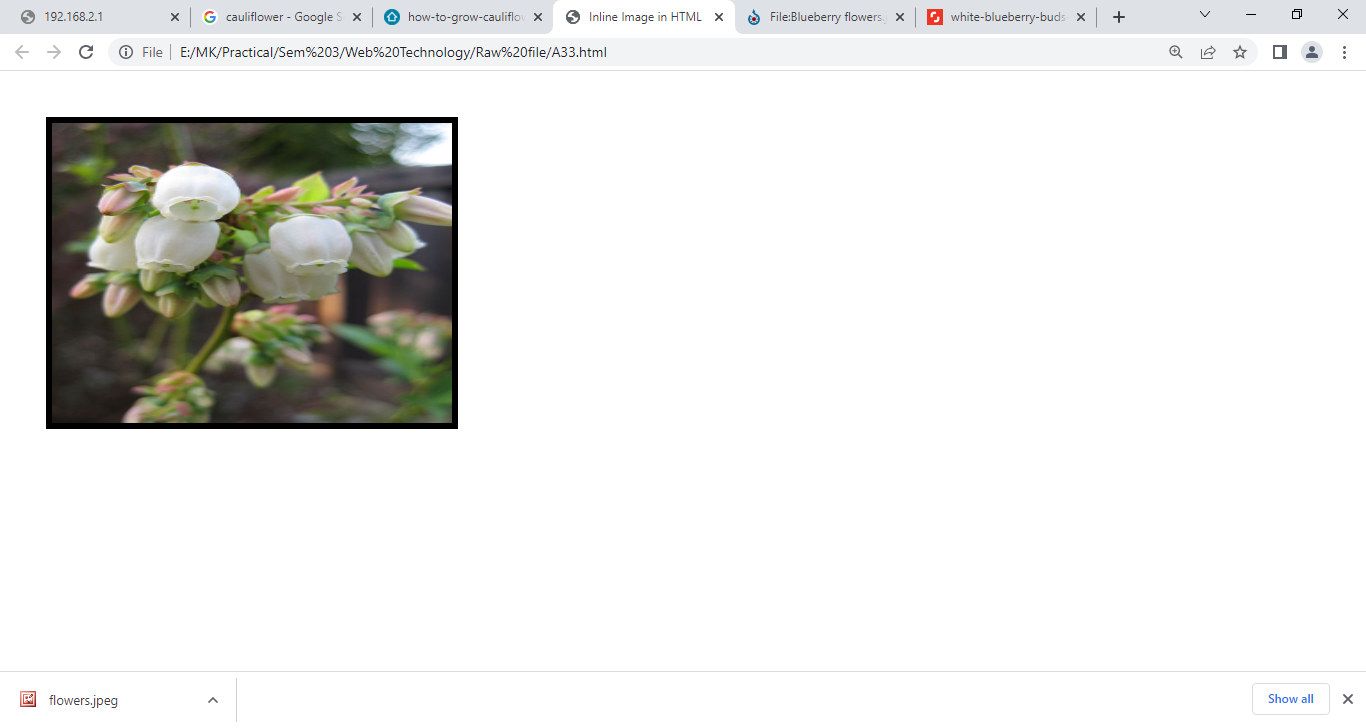 192.168.2.1
cauliflower - Google S
how-to-grow-cauliflow
Inline Image in HTML
File:Blueberry flowers.j
white-blueberry-buds
File
E:/MK/Practical/Sem%203/Web%20Technology/Raw%20file/A33.html
flowers.jpeg
Show all